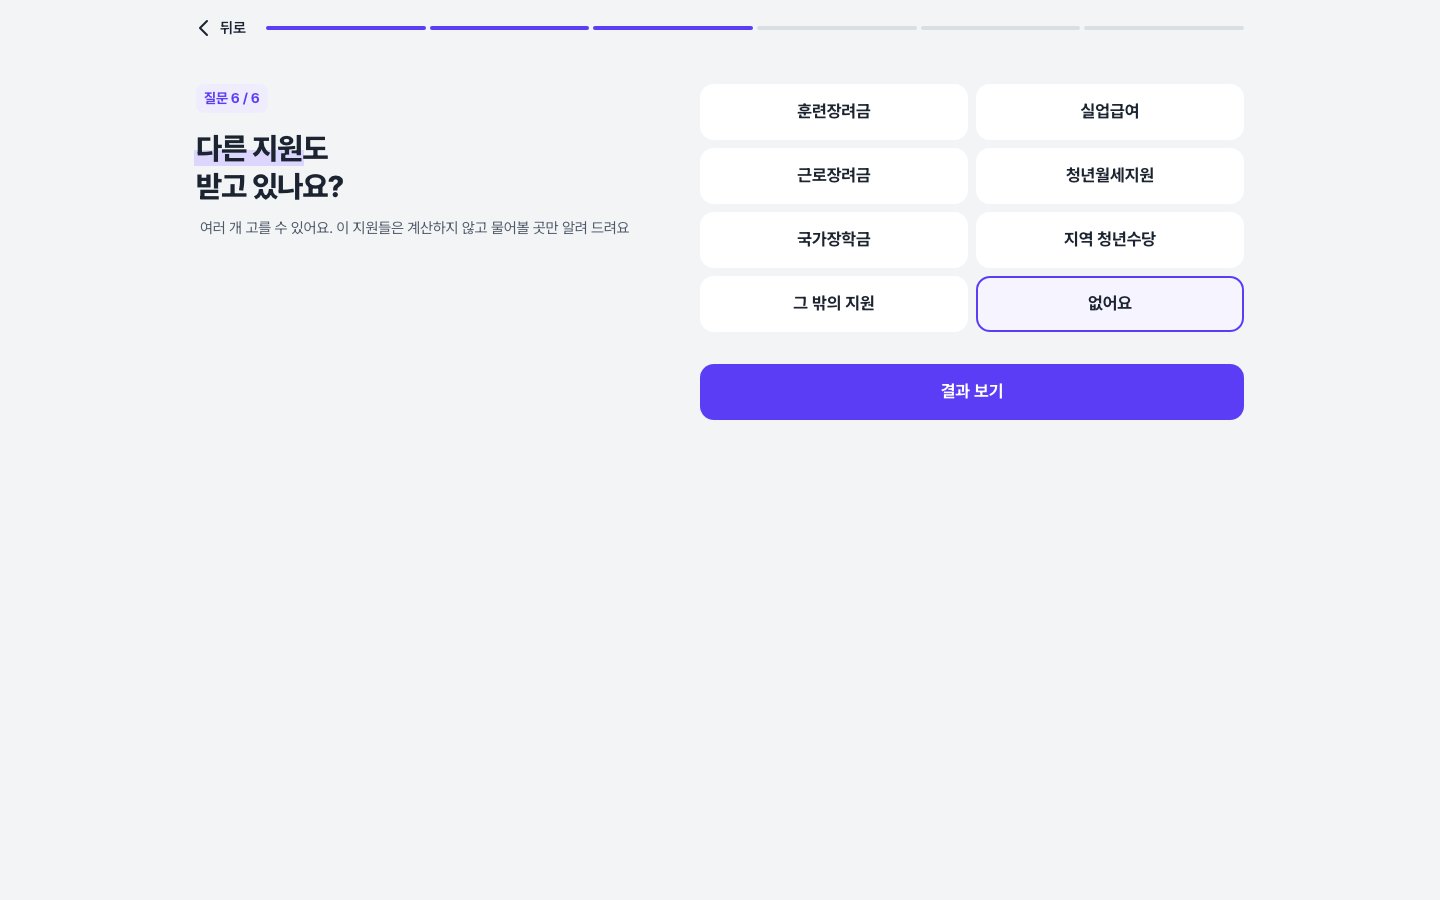 뒤로
질문 6 / 6
다른 지원도
받고 있나요?
여러 개 고를 수 있어요. 이 지원들은 계산하지 않고 물어볼 곳만 알려 드려요
훈련장려금
실업급여
근로장려금
청년월세지원
국가장학금
지역 청년수당
그 밖의 지원
없어요
결과 보기